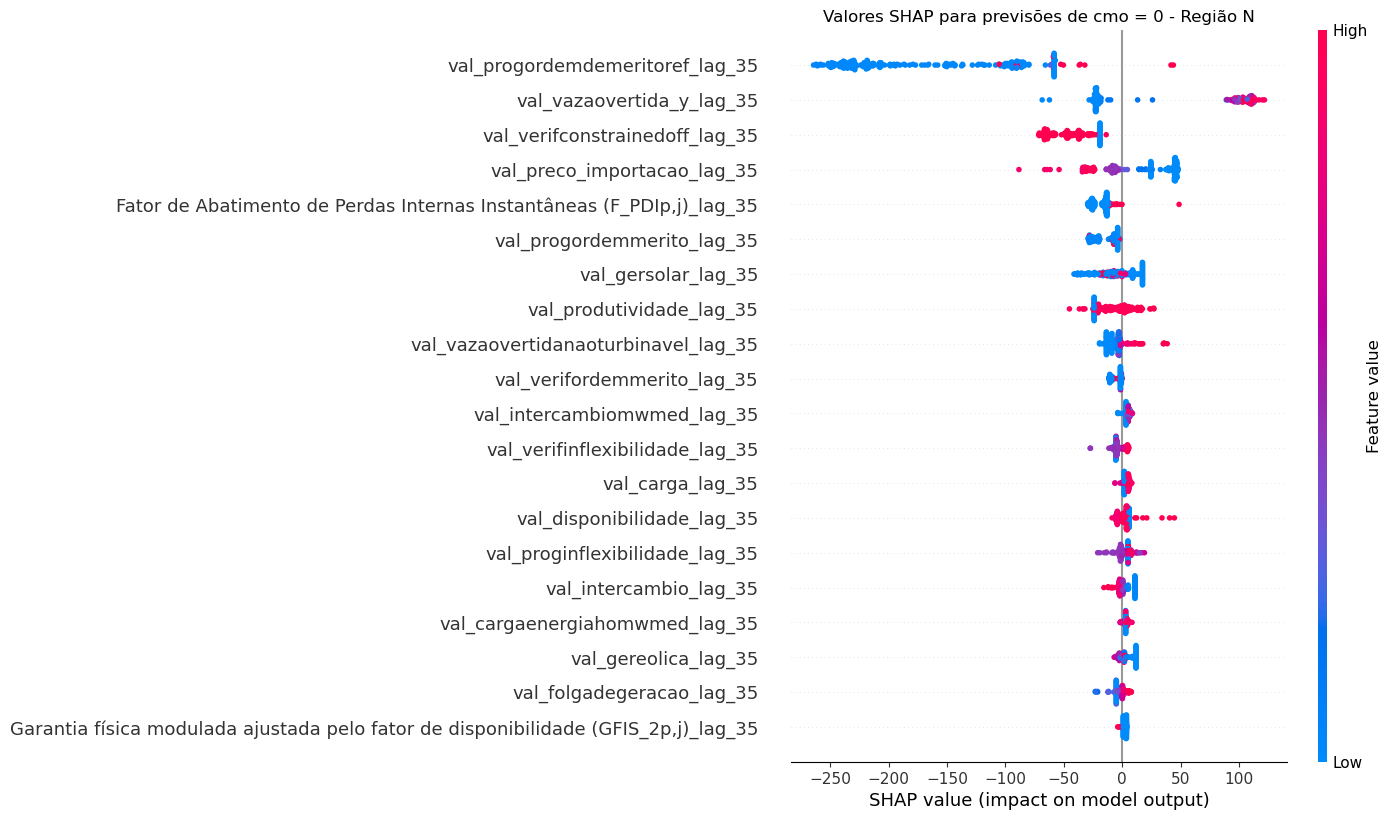 Valores SHAP para previsões de cmo = 0 - Região N
High
val_progordemdemeritoref_lag_35
val_vazaovertida_y_lag_35
val_verifconstrainedoff_lag_35
val_preco_importacao_lag_35
Fator de Abatimento de Perdas Internas Instantâneas (F_PDIp,j)_lag_35
val_progordemmerito_lag_35
val_gersolar_lag_35
val_produtividade_lag_35
val_vazaovertidanaoturbinavel_lag_35
val_verifordemmerito_lag_35
val_intercambiomwmed_lag_35
val_verifinflexibilidade_lag_35
val_carga_lag_35
val_disponibilidade_lag_35
val_proginflexibilidade_lag_35
val_intercambio_lag_35
val_cargaenergiahomwmed_lag_35
val_gereolica_lag_35
val_folgadegeracao_lag_35
Garantia física modulada ajustada pelo fator de disponibilidade (GFIS_2p,j)_lag_35
Feature value
Low
−250 −200 −150 −100 −50 0 50 100
SHAP value (impact on model output)